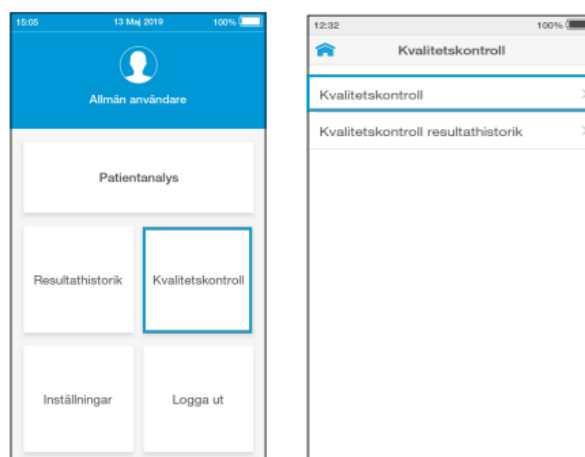 15:05 13 Maj 2019 100%
Allmän användare
Patientanalys
Resultathistorik Kvalitetskontroll
Inställningar Logga ut
12:32 100%
Kvalitetskontroll
Kvalitetskontroll
Kvalitetskontroll resultathistorik